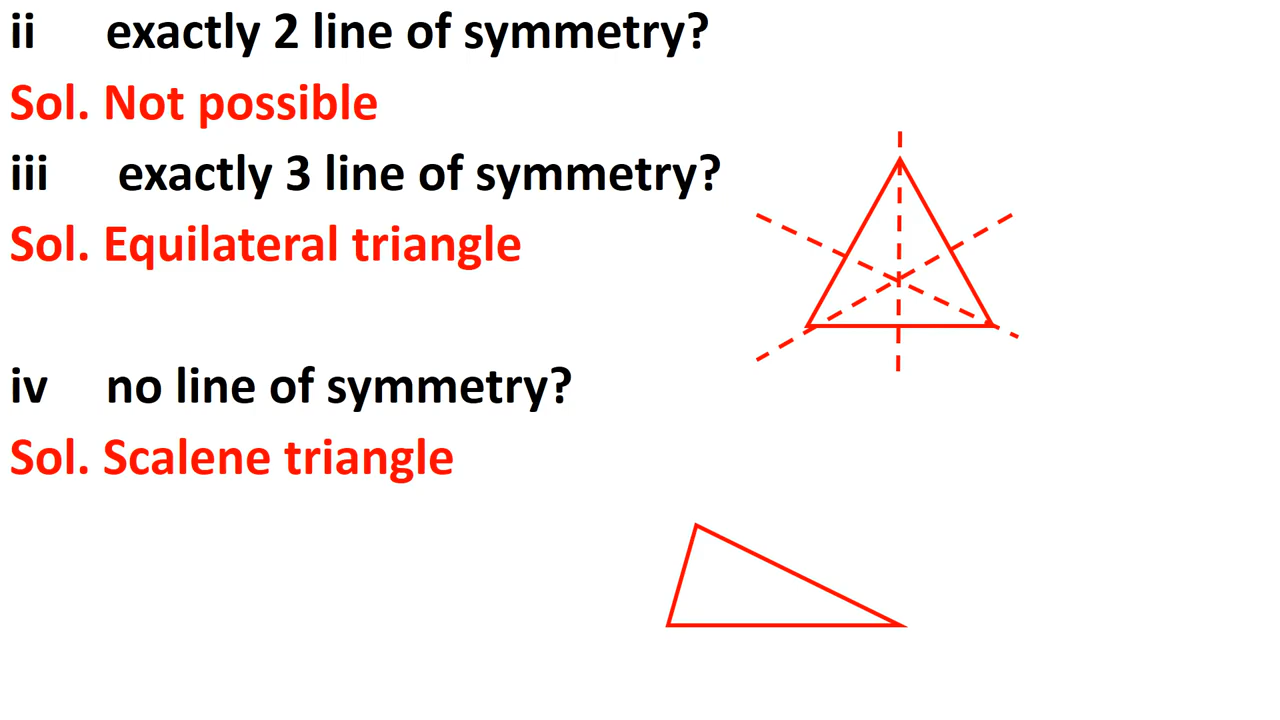 ii exactly 2 line of symmetry?
Sol. Not possible
iii exactly 3 line of symmetry?
Sol. Equilateral triangle
iv no line of symmetry?
Sol. Scalene triangle